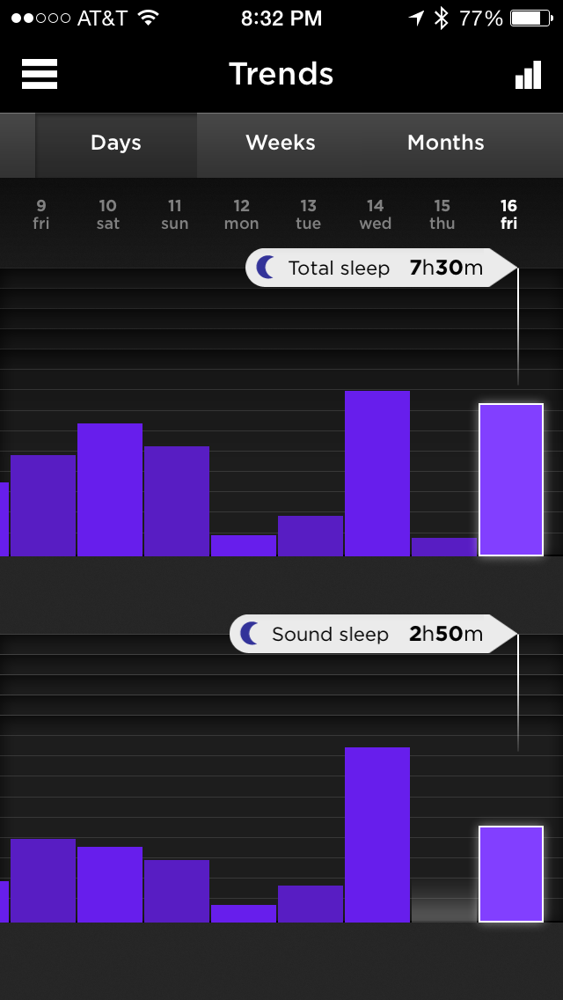 AT&T 8:32 PM 77%
Trends
Days Weeks Months
9 10 11 12 13 14 15 16
fri sat sun mon tue wed thu fri
Total sleep 7h30m
Sound sleep 2h50m